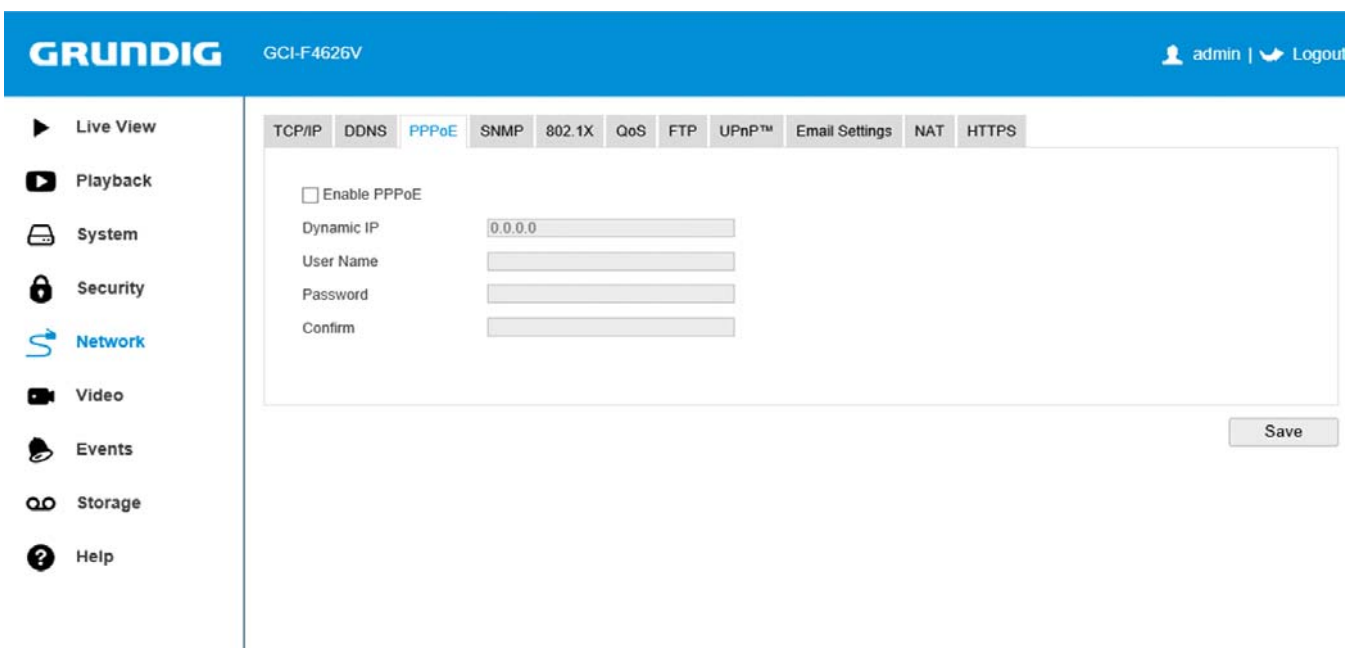 GRUNDIG GCI-F4626V admin | Logout
Live View
Playback
System
Security
Network
Video
Events
Storage
Help
TCP/IP DDNS PPPoE SNMP 802.1X QoS FTP UPnP™ Email Settings NAT HTTPS
Enable PPPoE
Dynamic IP 0.0.0.0
User Name
Password
Confirm
Save